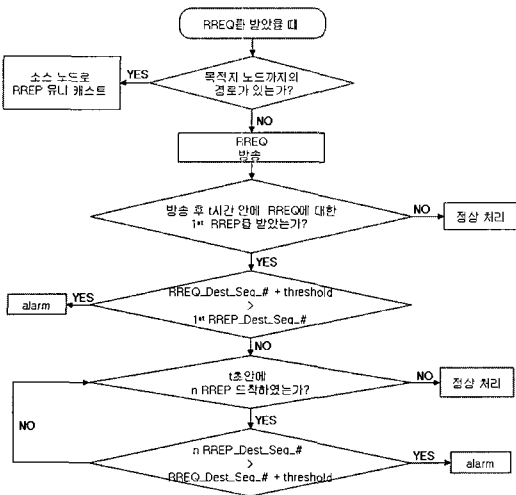 RREQ를 받았을 때
목적지 노드까지의
경로가 있는가?
YES
소스 노드로
RREP 유니 캐스트
NO
RREQ
방송
방송 후 t시간 안에 RREQ에 대한
1st RREP를 받았는가?
NO
정상 처리
YES
RREQ_Dest_Seq_# + threshold
>
1st RREP_Dest_Seq_#
YES
alarm
NO
t초안에
n RREP 도착하였는가?
NO
정상 처리
YES
NO
n RREP_Dest_Seq_#
>
RREQ_Dest_Seq_# + threshold
YES
alarm